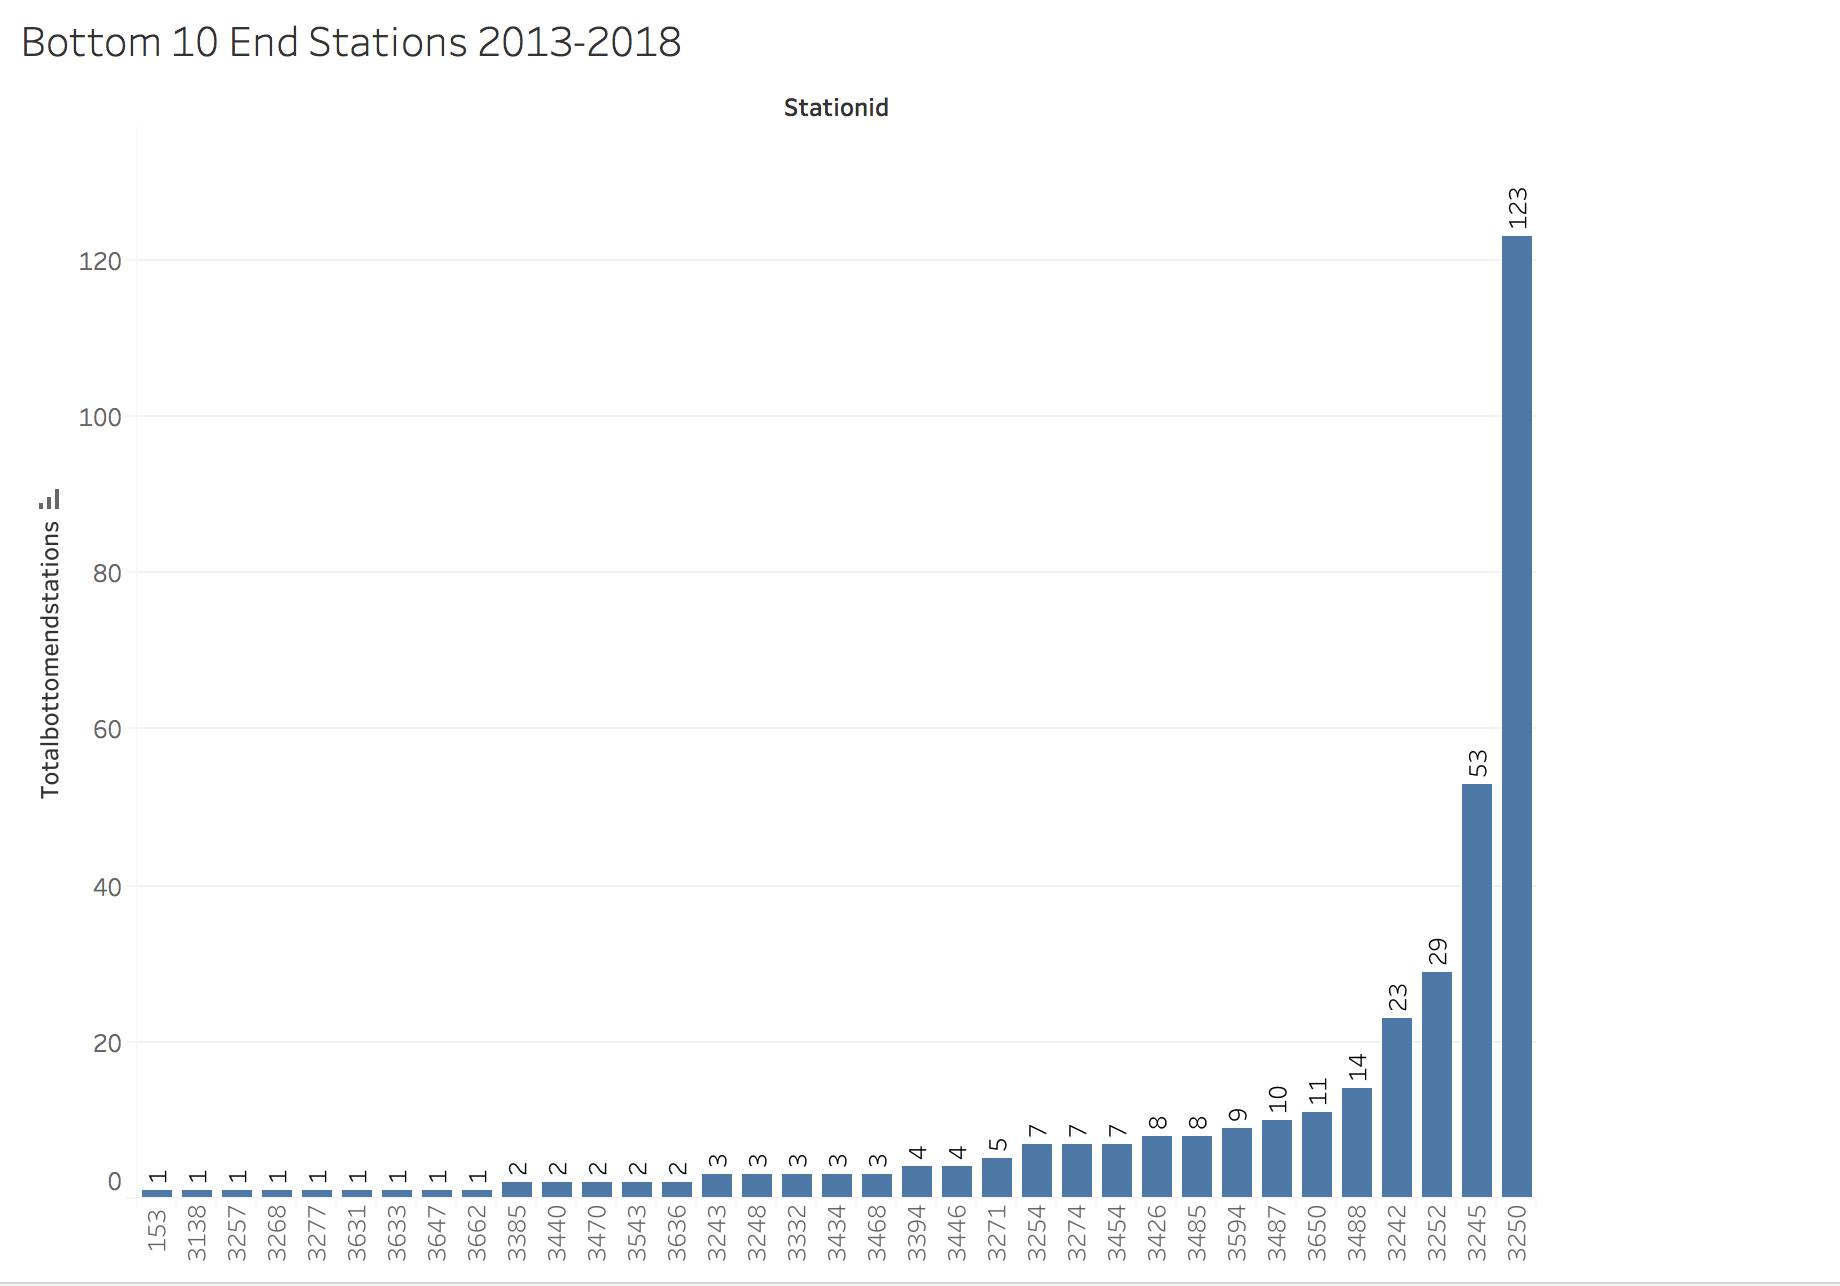 Bottom 10 End Stations 2013-2018
Stationid
Totalbottomendstations
120
100
80
60
40
20
0
1 1 1 1 1 1 1 1 1 2 2 2 2 2 3 3 3 3 3 4 4 5 7 7 7 8 8 9 10 11 14 23 29 53 123
153 3138 3257 3268 3277 3631 3633 3647 3662 3385 3440 3470 3543 3636 3243 3248 3332 3434 3468 3394 3446 3271 3254 3274 3454 3426 3485 3594 3487 3650 3488 3242 3252 3245 3250